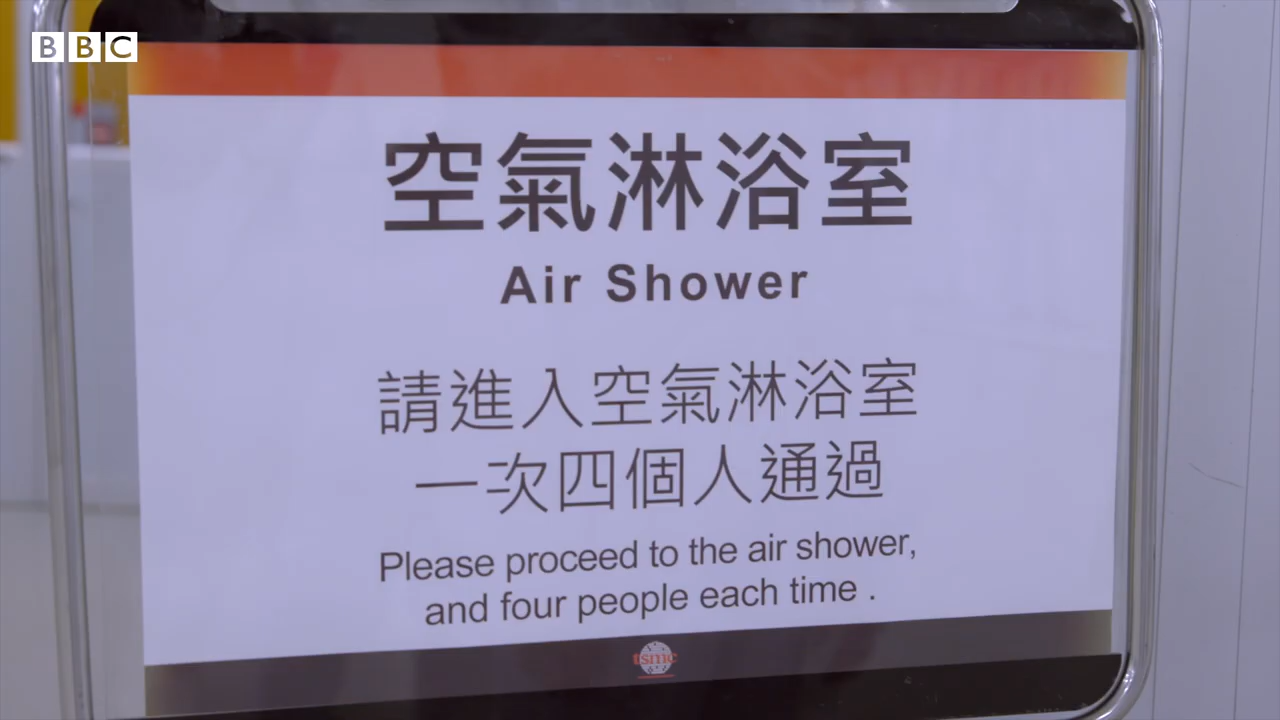 BBC
空氣淋浴室
Air Shower
請進入空氣淋浴室
一次四個人通過
Please proceed to the air shower,
and four people each time .
tsmc